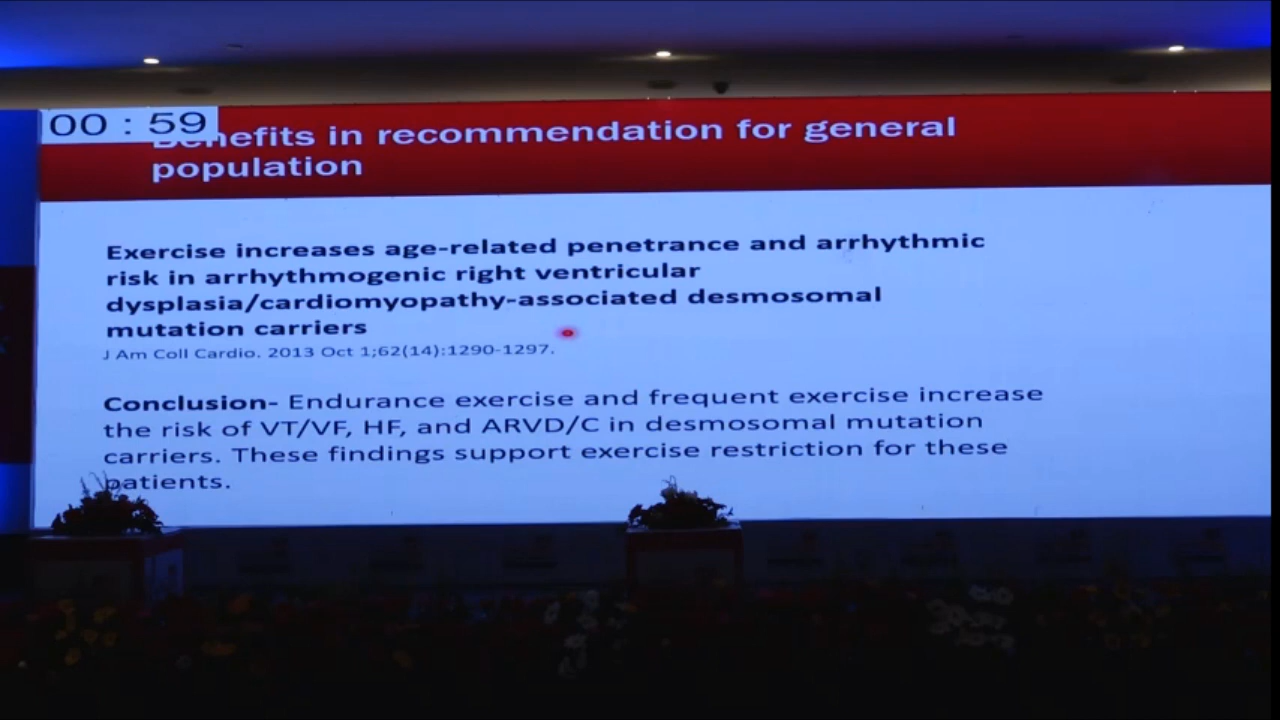 00 : 59
nefits in recommendation for general
population
Exercise increases age-related penetrance and arrhythmic
risk in arrhythmogenic right ventricular
dysplasia/cardiomyopathy-associated desmosomal
mutation carriers
J Am Coll Cardio. 2013 Oct 1;62(14):1290-1297.
Conclusion- Endurance exercise and frequent exercise increase
the risk of VT/VF, HF, and ARVD/C in desmosomal mutation
carriers. These findings support exercise restriction for these
patients.